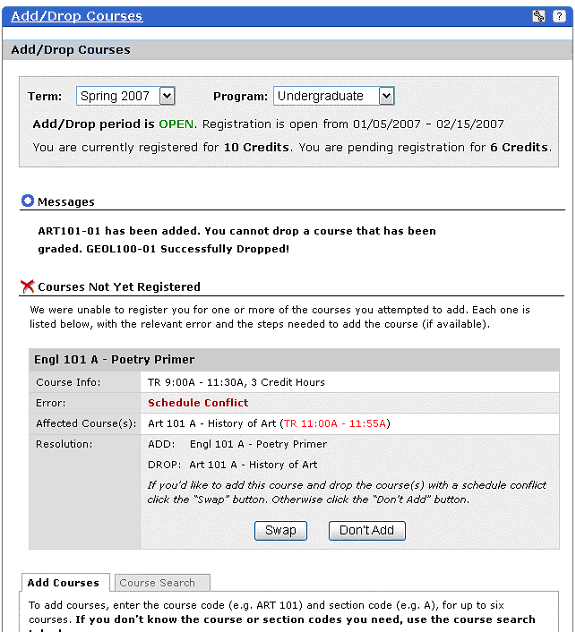 Add/Drop Courses
?
Add/Drop Courses
Term: Spring 2007 Program: Undergraduate
Add/Drop period is OPEN. Registration is open from 01/05/2007 - 02/15/2007
You are currently registered for 10 Credits. You are pending registration for 6 Credits.
Messages
ART101-01 has been added. You cannot drop a course that has been
graded. GEOL100-01 Successfully Dropped!
Courses Not Yet Registered
We were unable to register you for one or more of the courses you attempted to add. Each one is
listed below, with the relevant error and the steps needed to add the course (if available).
Engl 101 A - Poetry Primer
Course Info: TR 9:00A - 11:30A, 3 Credit Hours
Error: Schedule Conflict
Affected Course(s): Art 101 A - History of Art (TR 11:00A - 11:55A)
Resolution: ADD: Engl 101 A - Poetry Primer
DROP: Art 101 A - History of Art
If you'd like to add this course and drop the course(s) with a schedule conflict
click the "Swap" button. Otherwise click the "Don't Add" button.
Swap Don't Add
Add Courses Course Search
To add courses, enter the course code (e.g. ART 101) and section code (e.g. A), for up to six
courses. If you don't know the course or section codes you need, use the course search